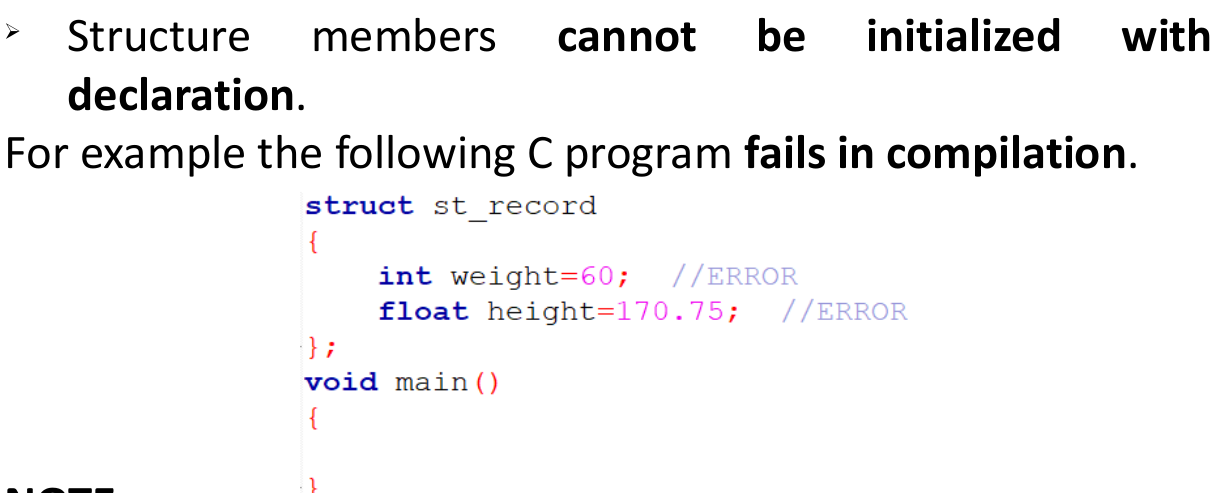 ➢ Structure members cannot be initialized with
declaration.
For example the following C program fails in compilation.
struct st_record
{
int weight=60; //ERROR
float height=170.75; //ERROR
};
void main()
{
}
NOTE